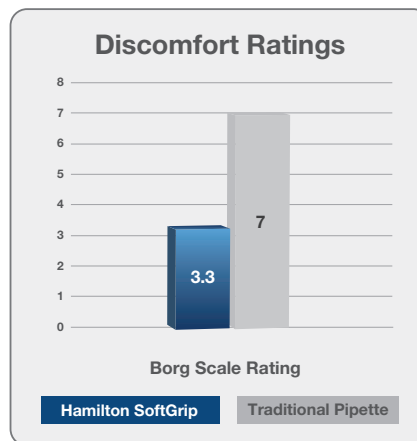 Discomfort Ratings
8
7
6
5
4
3
2
1
0
3.3
7
Borg Scale Rating
Hamilton SoftGrip
Traditional Pipette